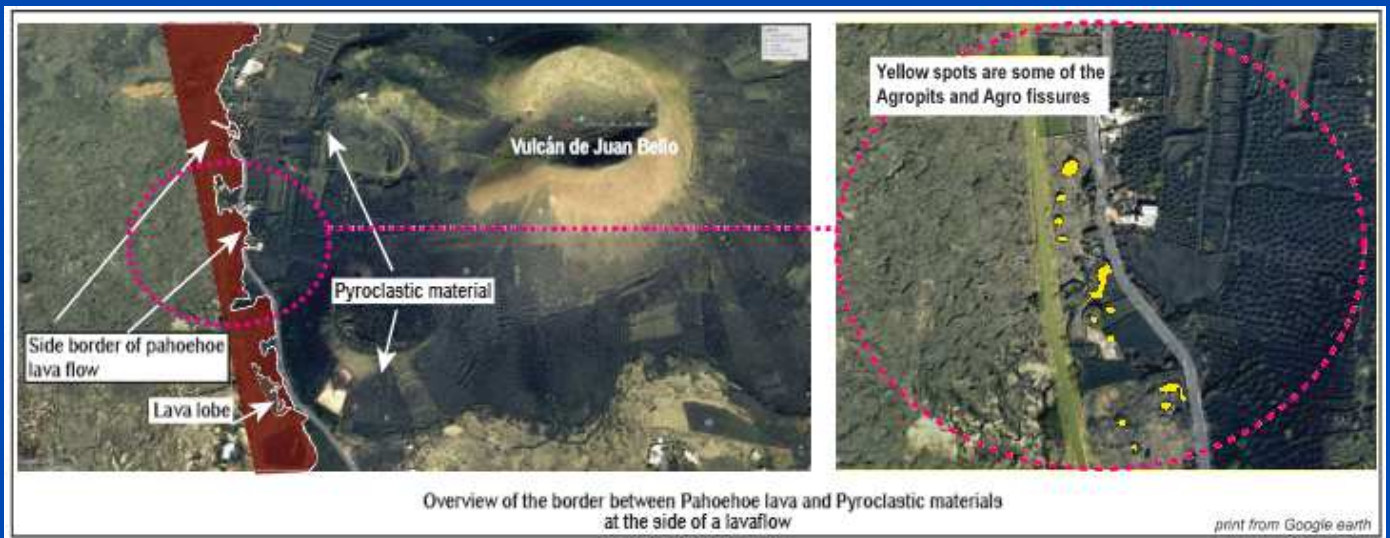 Vulcán de Juan Bello
Pyroclastic material
Side border of pahoehoe
lava flow
Lava lobe
Yellow spots are some of the
Agropits and Agro fissures
Overview of the border between Pahoehoe lava and Pyroclastic materials
at the side of a lavaflow
print from Google earth